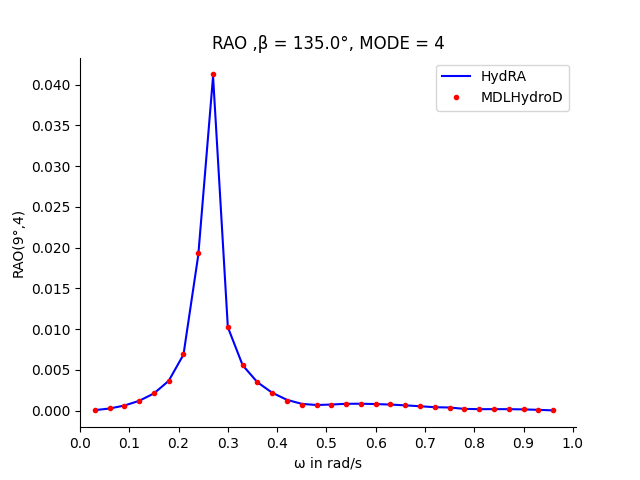 RAO ,β = 135.0°, MODE = 4
HydRA
MDLHydroD
0.040
0.035
0.030
0.025
0.020
0.015
0.010
0.005
0.000
RAO(9°,4)
0.0 0.1 0.2 0.3 0.4 0.5 0.6 0.7 0.8 0.9 1.0
ω in rad/s